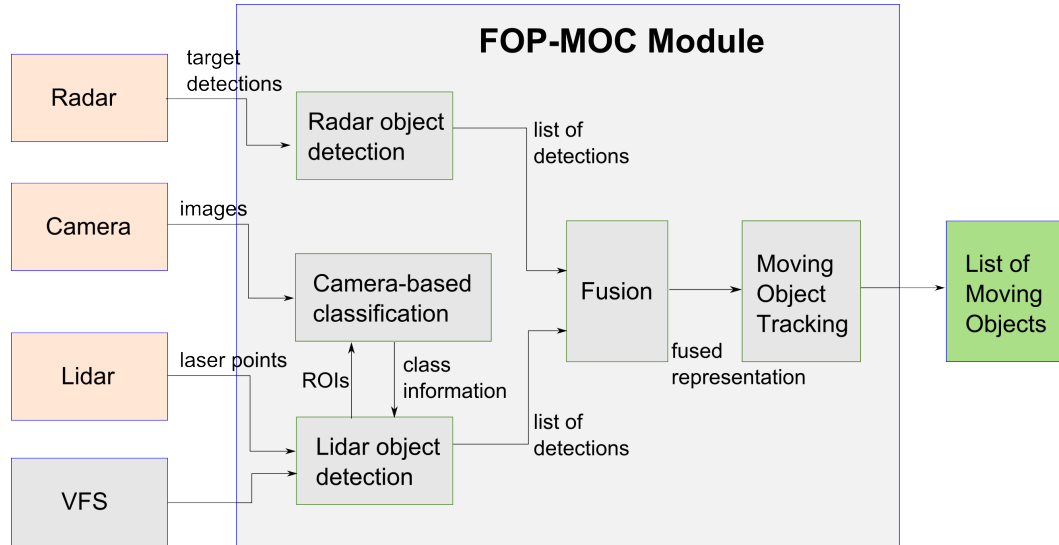 FOP-MOC Module
Radar
target
detections
Radar object
detection
list of
detections
Camera
images
Camera-based
classification
Fusion
Moving
Object
Tracking
List of
Moving
Objects
Lidar
laser points
ROIs
class
information
fused
representation
Lidar object
detection
list of
detections
VFS